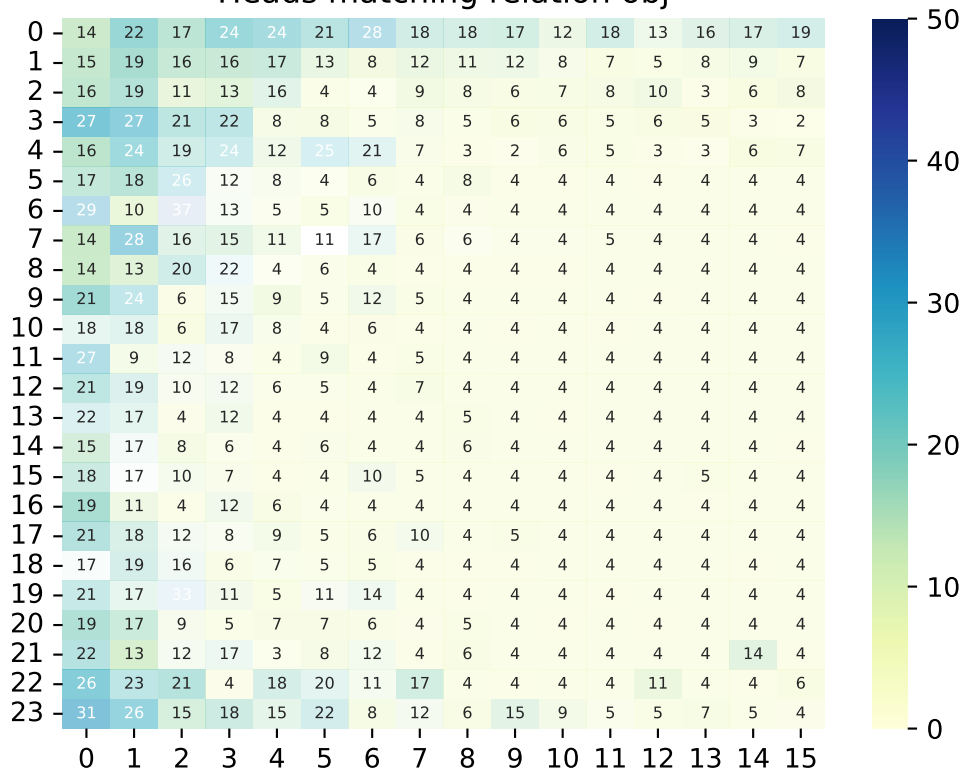 Heads matching relation obj
0 14 22 17 24 24 21 28 18 18 17 12 18 13 16 17 19
1 15 19 16 16 17 13 8 12 11 12 8 7 5 8 9 7
2 16 19 11 13 16 4 4 9 8 6 7 8 10 3 6 8
3 27 27 21 22 8 8 5 8 5 6 6 5 6 5 3 2
4 16 24 19 24 12 25 21 7 3 2 6 5 3 3 6 7
5 17 18 26 12 8 4 6 4 8 4 4 4 4 4 4 4
6 29 10 37 13 5 5 10 4 4 4 4 4 4 4 4 4
7 14 28 16 15 11 11 17 6 6 4 4 5 4 4 4 4
8 14 13 20 22 4 6 4 4 4 4 4 4 4 4 4 4
9 21 24 6 15 9 5 12 5 4 4 4 4 4 4 4 4
10 18 18 6 17 8 4 6 4 4 4 4 4 4 4 4 4
11 27 9 12 8 4 9 4 5 4 4 4 4 4 4 4 4
12 21 19 10 12 6 5 4 7 4 4 4 4 4 4 4 4
13 22 17 4 12 4 4 4 4 5 4 4 4 4 4 4 4
14 15 17 8 6 4 6 4 4 6 4 4 4 4 4 4 4
15 18 17 10 7 4 4 10 5 4 4 4 4 4 5 4 4
16 19 11 4 12 6 4 4 4 4 4 4 4 4 4 4 4
17 21 18 12 8 9 5 6 10 4 5 4 4 4 4 4 4
18 17 19 16 6 7 5 5 4 4 4 4 4 4 4 4 4
19 21 17 33 11 5 11 14 4 4 4 4 4 4 4 4 4
20 19 17 9 5 7 7 6 4 5 4 4 4 4 4 4 4
21 22 13 12 17 3 8 12 4 6 4 4 4 4 4 14 4
22 26 23 21 4 18 20 11 17 4 4 4 4 11 4 4 6
23 31 26 15 18 15 22 8 12 6 15 9 5 5 7 5 4
0 1 2 3 4 5 6 7 8 9 10 11 12 13 14 15
50
40
30
20
10
0